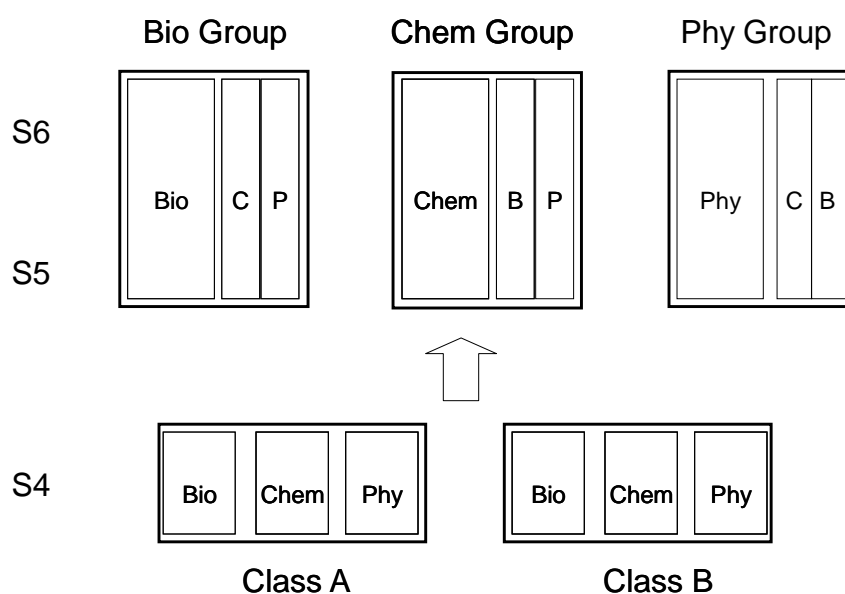 Bio Group Chem Group Phy Group
S6
Bio C P Chem B P Phy C B
S5
S4 Bio Chem Phy Bio Chem Phy
Class A Class B